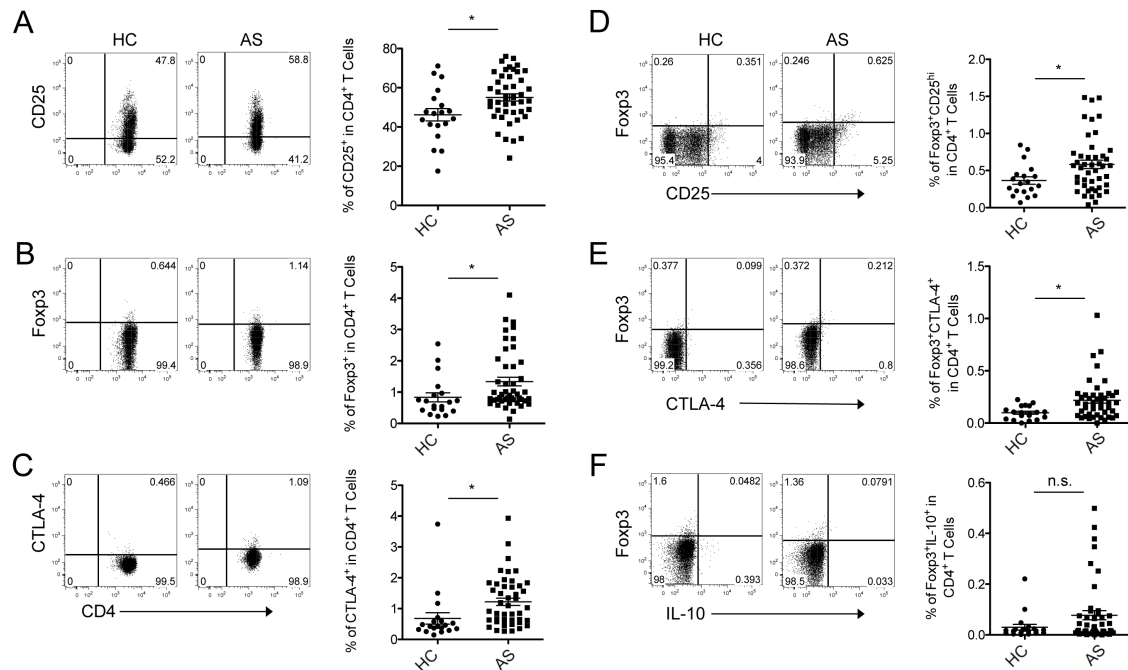 A
HC AS
CD25
0 47.8
0 52.2
0 58.8
0 41.2
*
% of CD25⁺ in CD4⁺ T Cells
80
60
40
20
0
HC AS
B
Foxp3
0 0.644
0 99.4
0 1.14
0 98.9
*
% of Foxp3⁺ in CD4⁺ T Cells
5
4
3
2
1
0
HC AS
C
CTLA-4
0 0.466
0 99.5
0 1.09
0 98.9
CD4
*
% of CTLA-4⁺ in CD4⁺ T Cells
5
4
3
2
1
0
HC AS
D
HC AS
Foxp3
0.26 0.351
95.4 4
0.246 0.625
93.9 5.25
CD25
*
% of Foxp3⁺CD25ʰⁱ
in CD4⁺ T Cells
2.0
1.5
1.0
0.5
0.0
HC AS
E
Foxp3
0.377 0.099
99.2 0.356
0.372 0.212
98.6 0.8
CTLA-4
*
% of Foxp3⁺CTLA-4⁺
in CD4⁺ T Cells
1.5
1.0
0.5
0.0
HC AS
F
Foxp3
1.6 0.0482
98 0.393
1.36 0.0791
98.5 0.033
IL-10
n.s.
% of Foxp3⁺IL-10⁺ in
CD4⁺ T Cells
0.6
0.4
0.2
0.0
HC AS